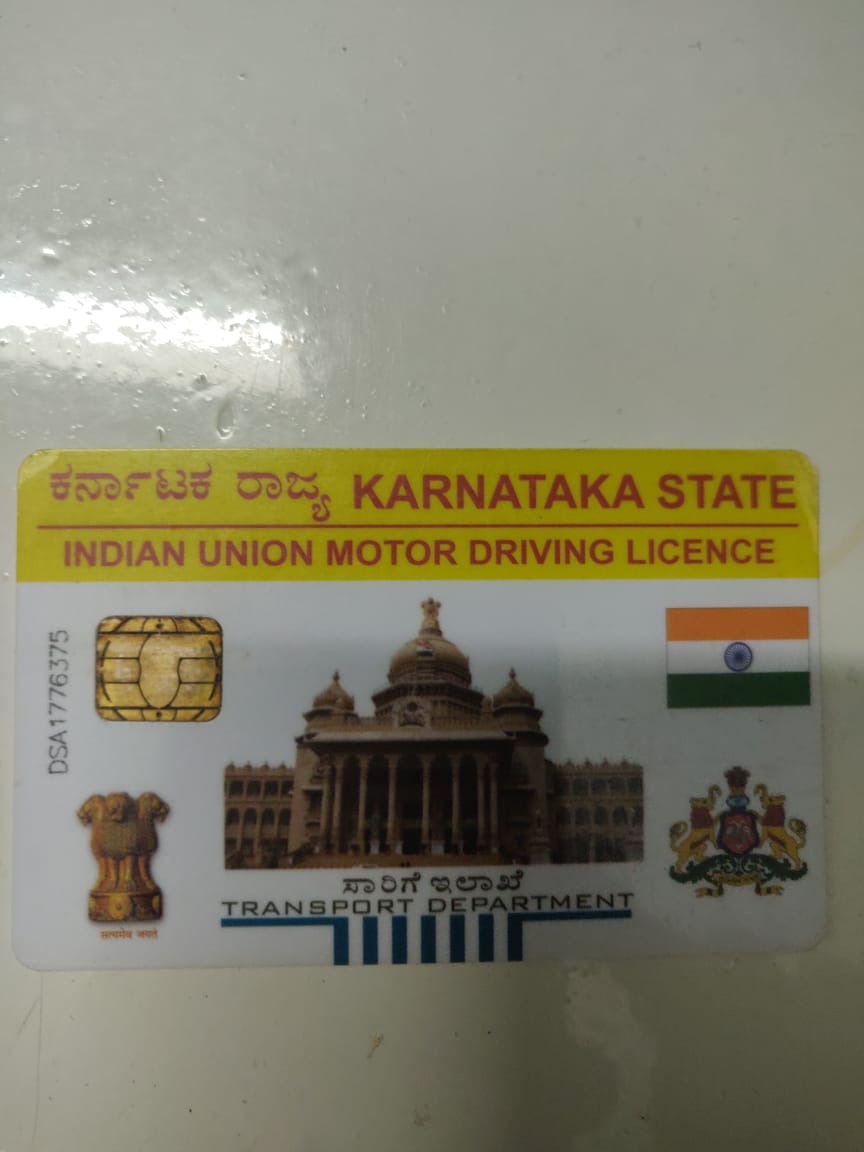 ಕರ್ನಾಟಕ ರಾಜ್ಯ KARNATAKA STATE
INDIAN UNION MOTOR DRIVING LICENCE
DSA1776375
सत्यमेव जयते
ಸಾರಿಗೆ ಇಲಾಖೆ
TRANSPORT DEPARTMENT